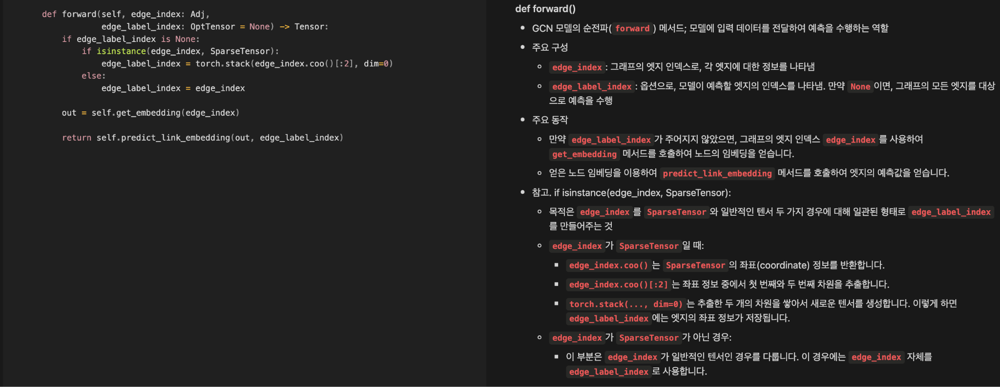 def forward(self, edge_index: Adj,
edge_label_index: OptTensor = None) -> Tensor:
if edge_label_index is None:
if isinstance(edge_index, SparseTensor):
edge_label_index = torch.stack(edge_index.coo()[:2], dim=0)
else:
edge_label_index = edge_index
out = self.get_embedding(edge_index)
return self.predict_link_embedding(out, edge_label_index)
def forward()
• GCN 모델의 순전파( forward ) 메서드; 모델에 입력 데이터를 전달하여 예측을 수행하는 역할
• 주요 구성
◦ edge_index : 그래프의 엣지 인덱스로, 각 엣지에 대한 정보를 나타냄
◦ edge_label_index : 옵션으로, 모델이 예측할 엣지의 인덱스를 나타냄. 만약 None 이면, 그래프의 모든 엣지를 대상
으로 예측을 수행
• 주요 동작
◦ 만약 edge_label_index 가 주어지지 않았으면, 그래프의 엣지 인덱스 edge_index 를 사용하여
get_embedding 메서드를 호출하여 노드의 임베딩을 얻습니다.
◦ 얻은 노드 임베딩을 이용하여 predict_link_embedding 메서드를 호출하여 엣지의 예측값을 얻습니다.
• 참고. if isinstance(edge_index, SparseTensor):
◦ 목적은 edge_index 를 SparseTensor 와 일반적인 텐서 두 가지 경우에 대해 일관된 형태로 edge_label_index
를 만들어주는 것
◦ edge_index 가 SparseTensor 일 때:
▪ edge_index.coo() 는 SparseTensor 의 좌표(coordinate) 정보를 반환합니다.
▪ edge_index.coo()[:2] 는 좌표 정보 중에서 첫 번째와 두 번째 차원을 추출합니다.
▪ torch.stack(..., dim=0) 는 추출한 두 개의 차원을 쌓아서 새로운 텐서를 생성합니다. 이렇게 하면
edge_label_index 에는 엣지의 좌표 정보가 저장됩니다.
◦ edge_index 가 SparseTensor 가 아닌 경우:
▪ 이 부분은 edge_index 가 일반적인 텐서인 경우를 다룹니다. 이 경우에는 edge_index 자체를
edge_label_index 로 사용합니다.